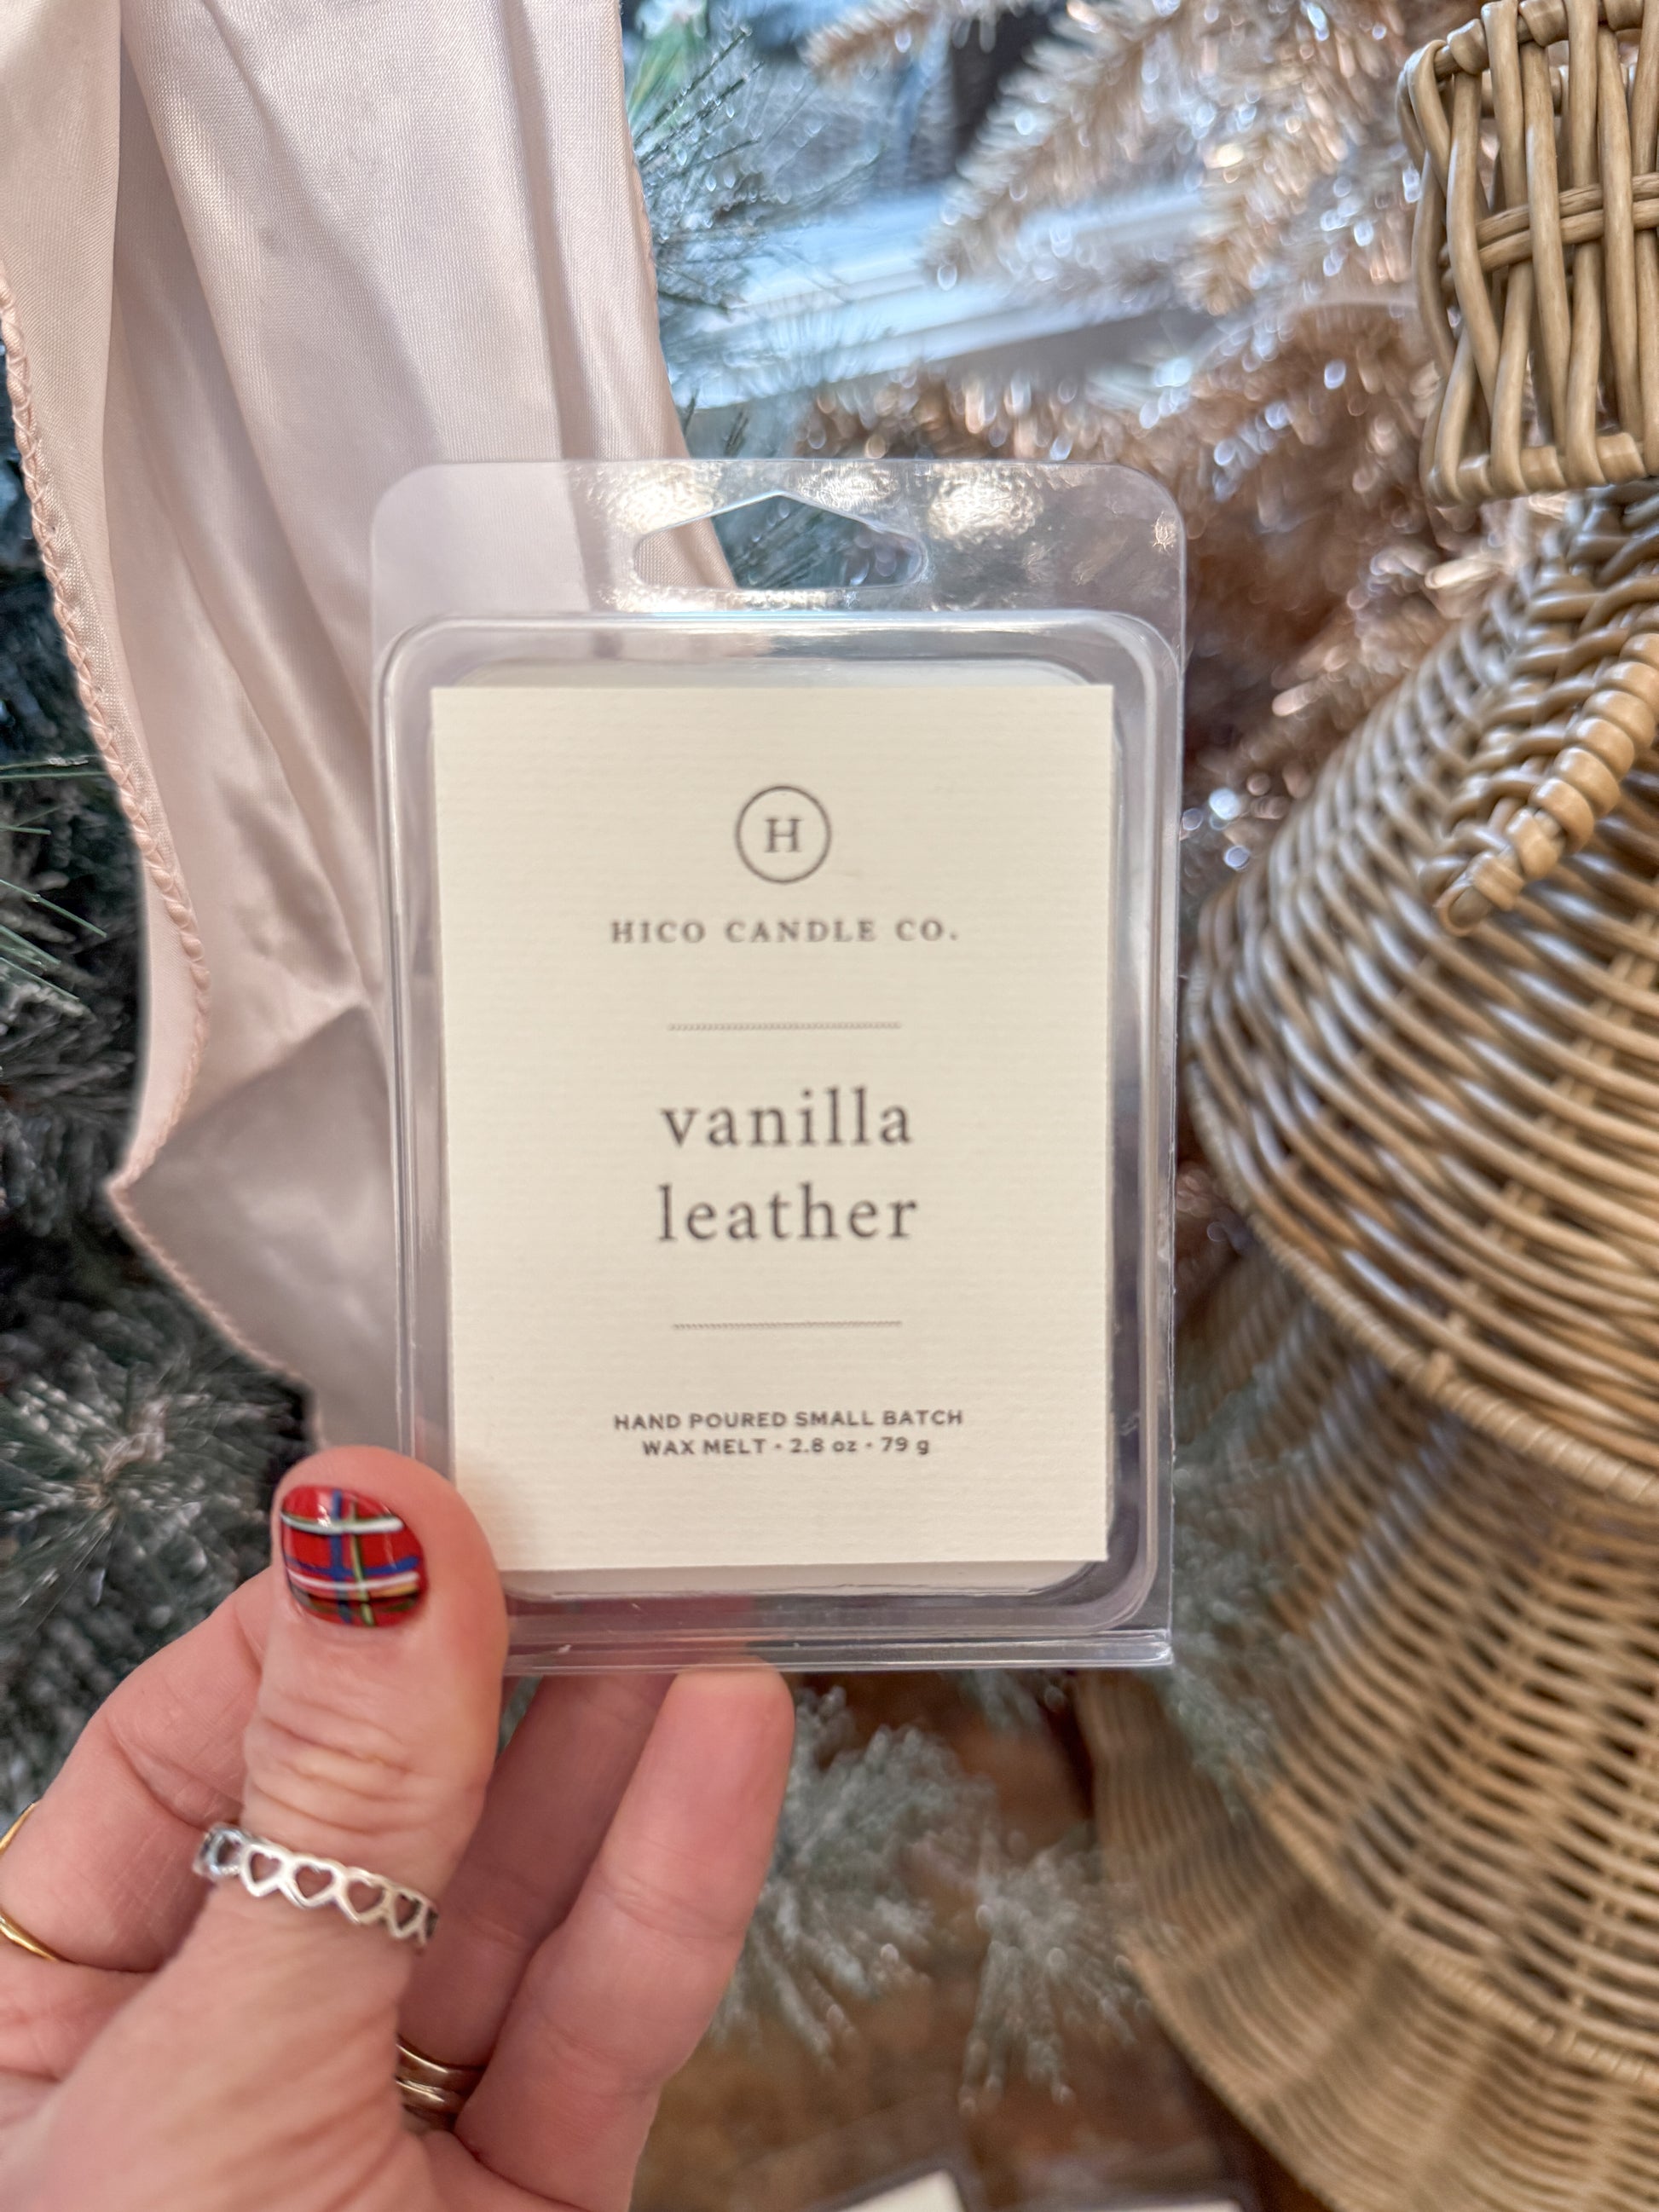 H
HICO CANDLE CO.
vanilla
leather
HAND POURED SMALL BATCH
WAX MELT • 2.8 oz • 79 g